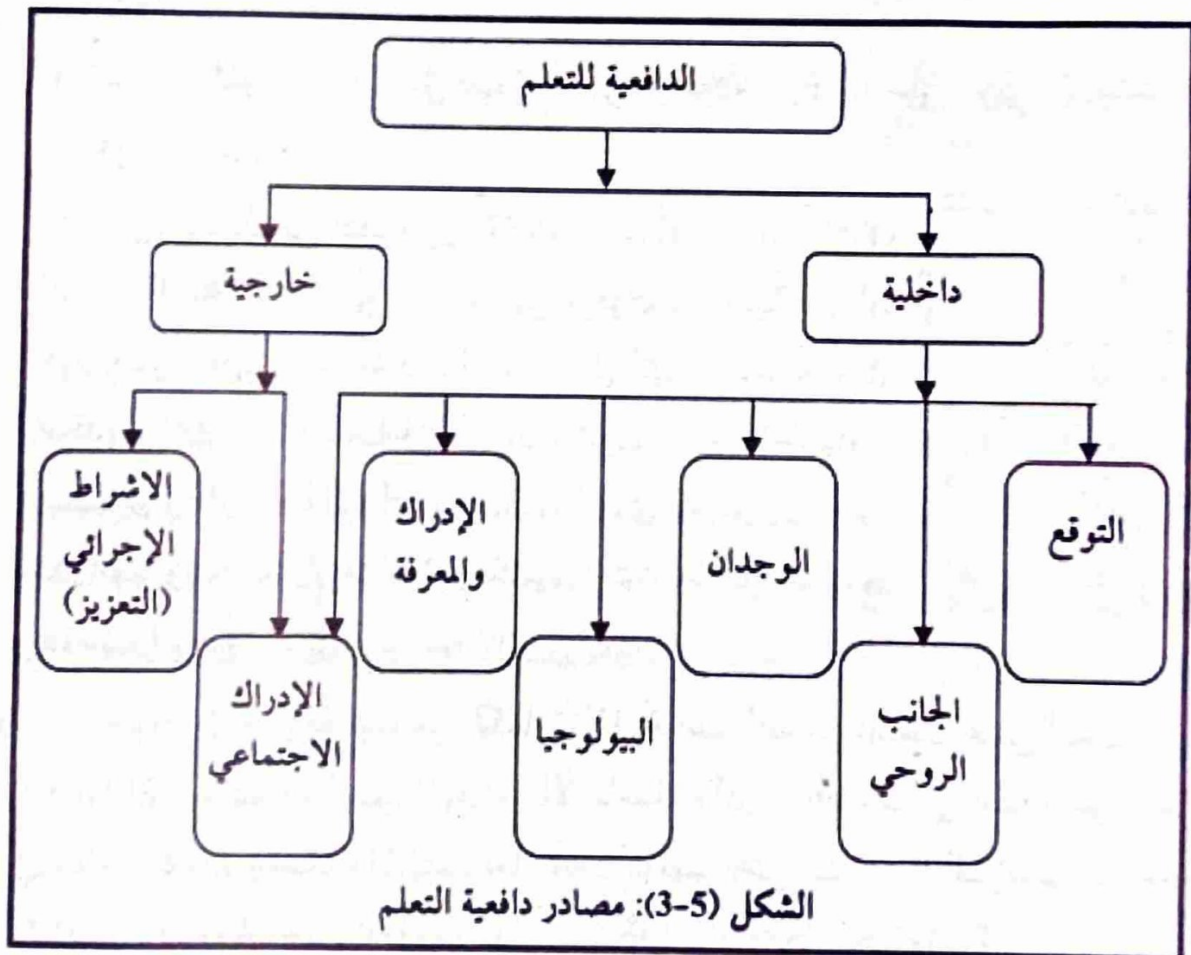 الدافعية للتعلم
داخلية
خارجية
التوقع
الوجدان
الإدراك
والمعرفة
الاشراط
الإجرائي
(التعزيز)
الجانب
الروحي
البيولوجيا
الإدراك
الاجتماعي
الشكل (5-3): مصادر دافعية التعلم